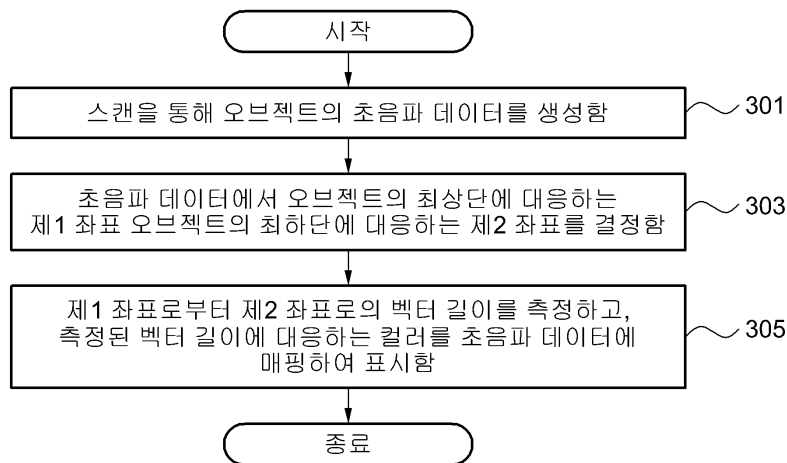 시작
스캔을 통해 오브젝트의 초음파 데이터를 생성함
301
초음파 데이터에서 오브젝트의 최상단에 대응하는
제1 좌표 오브젝트의 최하단에 대응하는 제2 좌표를 결정함
303
제1 좌표로부터 제2 좌표로의 벡터 길이를 측정하고,
측정된 벡터 길이에 대응하는 컬러를 초음파 데이터에
매핑하여 표시함
305
종료